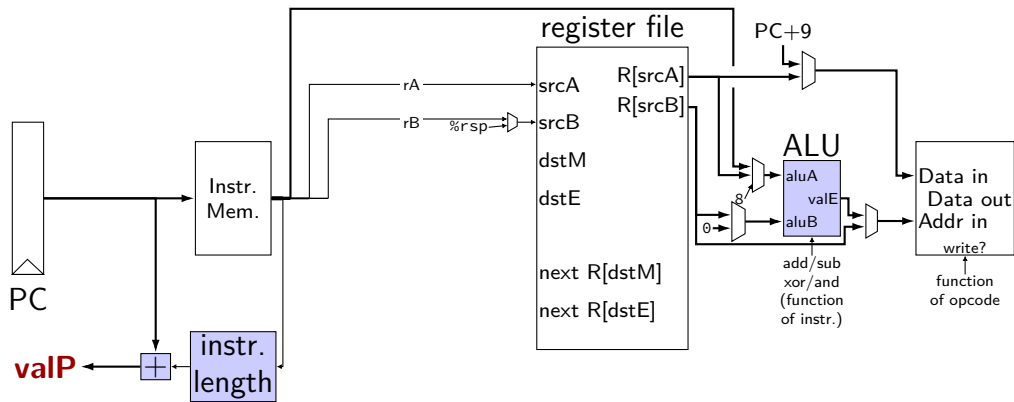 register file
PC+9
srcA
R[srcA]
rA
R[srcB]
srcB
rB
%rsp
dstM
dstE
ALU
aluA
valE
aluB
8
0
Data in
Data out
Addr in
write?
Instr.
Mem.
add/sub
xor/and
(function
of instr.)
function
of opcode
next R[dstM]
next R[dstE]
PC
instr.
length
+
valP